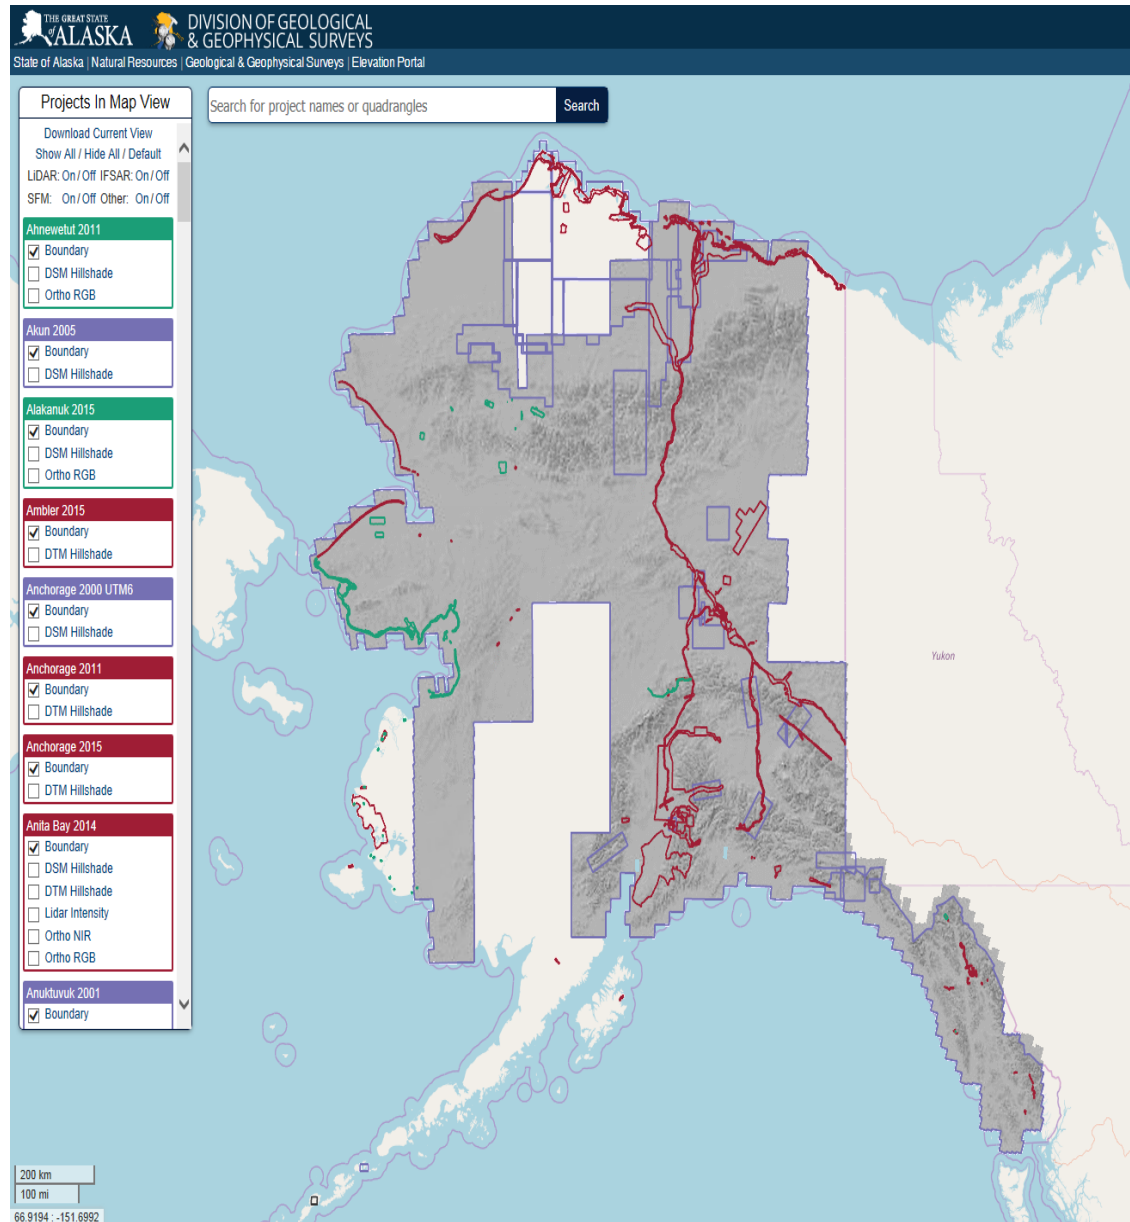 THE GREAT STATE
of ALASKA
DIVISION OF GEOLOGICAL
& GEOPHYSICAL SURVEYS
State of Alaska | Natural Resources | Geological & Geophysical Surveys | Elevation Portal
Projects In Map View
Search for project names or quadrangles
Search
Download Current View
Show All / Hide All / Default
LiDAR: On / Off IFSAR: On / Off
SFM: On / Off Other: On / Off
Ahnewetut 2011
Boundary
DSM Hillshade
Ortho RGB
Akun 2005
Boundary
DSM Hillshade
Alakanuk 2015
Boundary
DSM Hillshade
Ortho RGB
Ambler 2015
Boundary
DTM Hillshade
Anchorage 2000 UTM6
Boundary
DSM Hillshade
Anchorage 2011
Boundary
DTM Hillshade
Anchorage 2015
Boundary
DTM Hillshade
Anita Bay 2014
Boundary
DSM Hillshade
DTM Hillshade
Lidar Intensity
Ortho NIR
Ortho RGB
Anuktuvuk 2001
Boundary
Yukon
200 km
100 mi
66.9194 : -151.6992